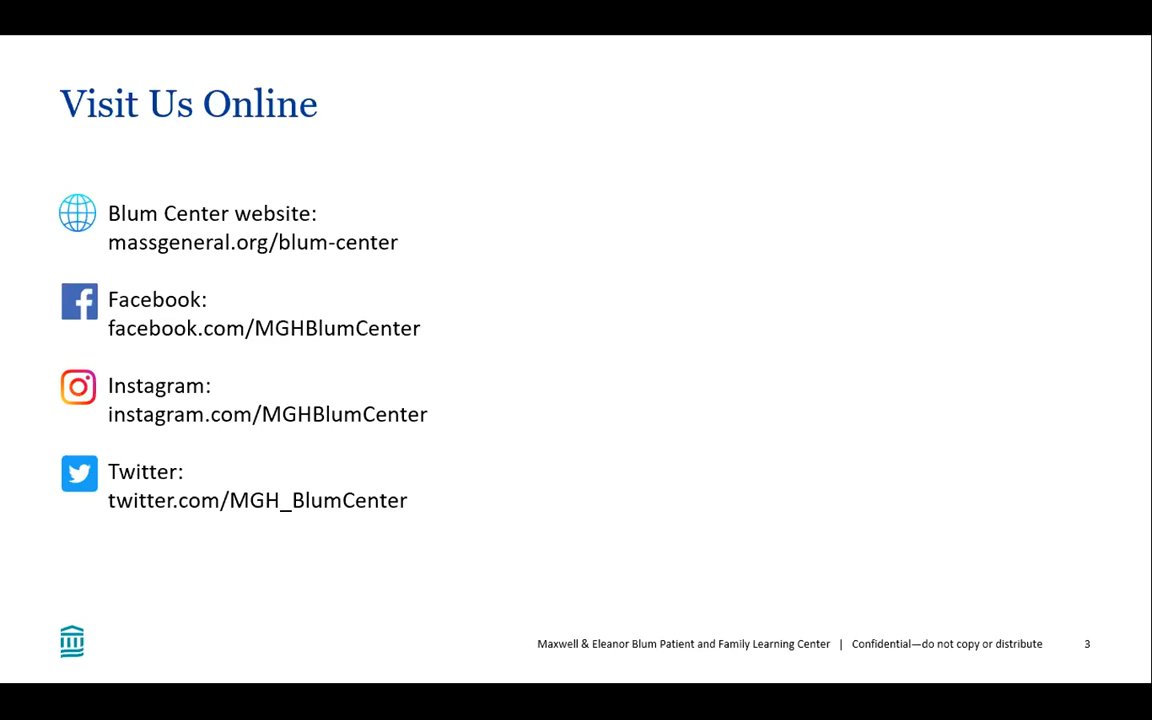 Visit Us Online
Blum Center website:
massgeneral.org/blum-center
Facebook:
facebook.com/MGHBlumCenter
Instagram:
instagram.com/MGHBlumCenter
Twitter:
twitter.com/MGH_BlumCenter
Maxwell & Eleanor Blum Patient and Family Learning Center | Confidential—do not copy or distribute 3